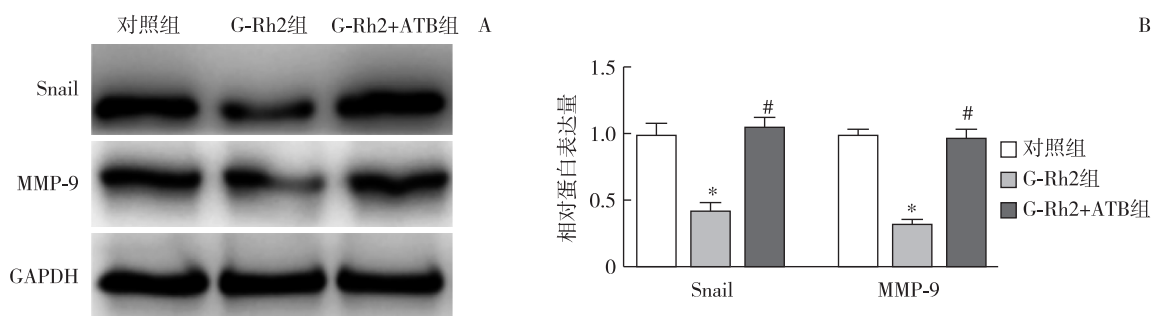 对照组 G-Rh2组 G-Rh2+ATB组 A
Snail
MMP-9
GAPDH
B
相对蛋白表达量
1.5
1.0
0.5
0
* # * #
Snail MMP-9
对照组
G-Rh2组
G-Rh2+ATB组